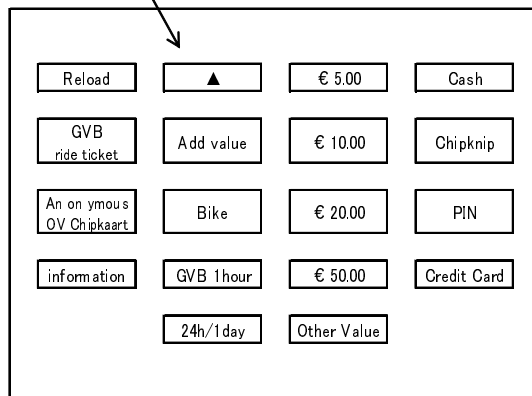 Reload
▲
€ 5.00
Cash
GVB
ride ticket
Add value
€ 10.00
Chipknip
An on ymous
OV Chipkaart
Bike
€ 20.00
PIN
information
GVB 1hour
€ 50.00
Credit Card
24h/1day
Other Value